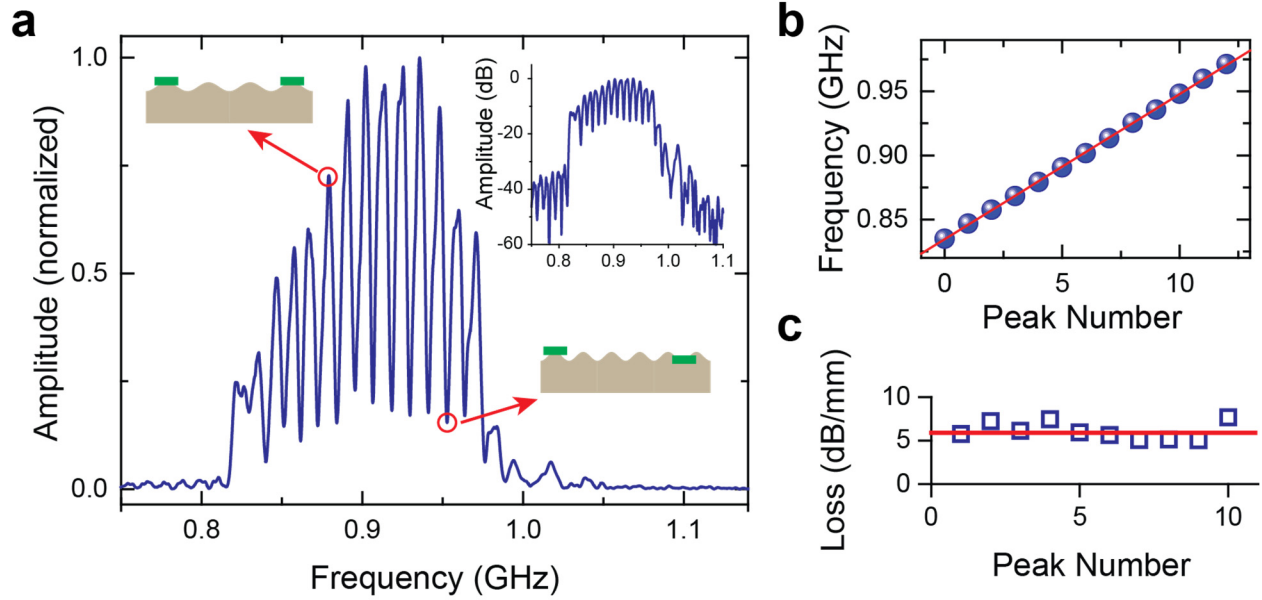 a
Amplitude (normalized)
1.0
0.5
0.0
0.8
0.9
1.0
1.1
Frequency (GHz)
Amplitude (dB)
0
-20
-40
-60
0.8
0.9
1.0
1.1
b
Frequency (GHz)
0.95
0.90
0.85
0
5
10
Peak Number
c
Loss (dB/mm)
10
5
0
0
5
10
Peak Number